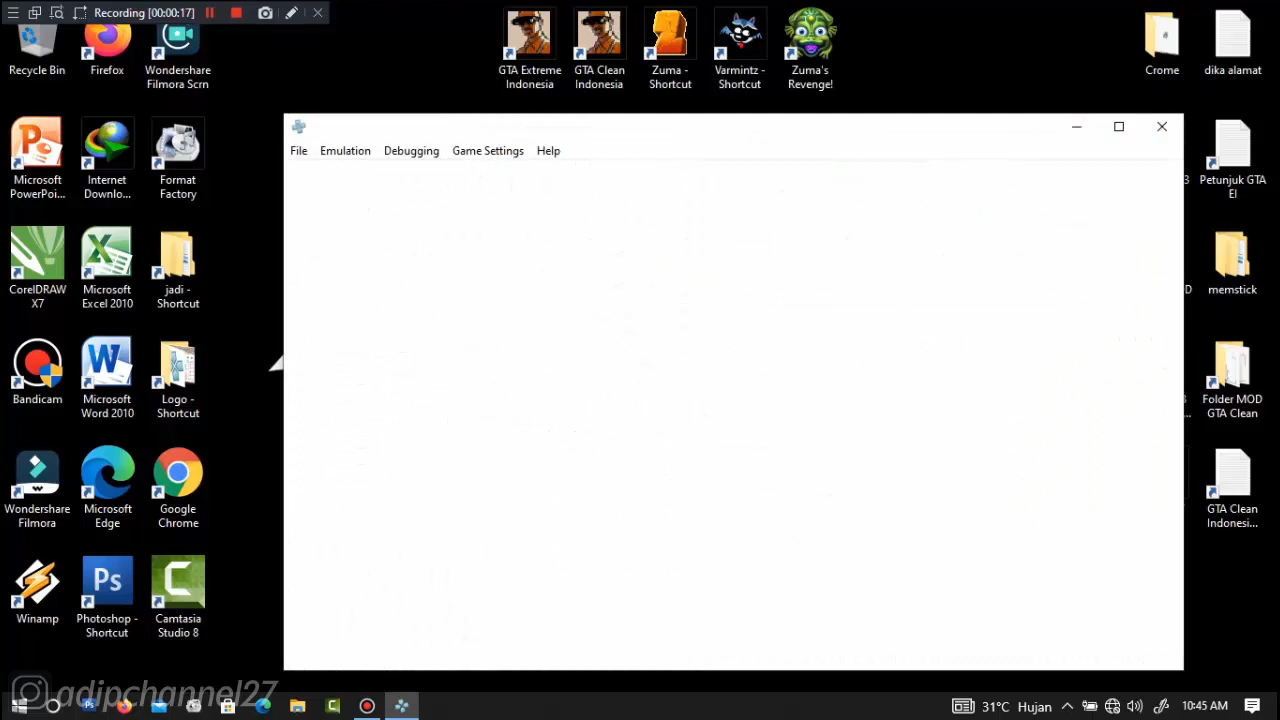 Recording [00:00:17]
Recycle Bin
Firefox
Wondershare
Filmora Scrn
GTA Extreme
Indonesia
GTA Clean
Indonesia
Zuma -
Shortcut
Varmintz -
Shortcut
Zuma's
Revenge!
Crome
dika alamat
File
Emulation
Debugging
Game Settings
Help
Microsoft
PowerPoi...
Internet
Downlo...
Format
Factory
3
Petunjuk GTA
EI
CorelDRAW
X7
Microsoft
Excel 2010
jadi -
Shortcut
D
memstick
Bandicam
Microsoft
Word 2010
Logo -
Shortcut
3
...
Folder MOD
GTA Clean
Wondershare
Filmora
Microsoft
Edge
Google
Chrome
GTA Clean
Indonesi...
Ps
Winamp
Photoshop -
Shortcut
Camtasia
Studio 8
adipchannel27
31°C Hujan
10:45 AM